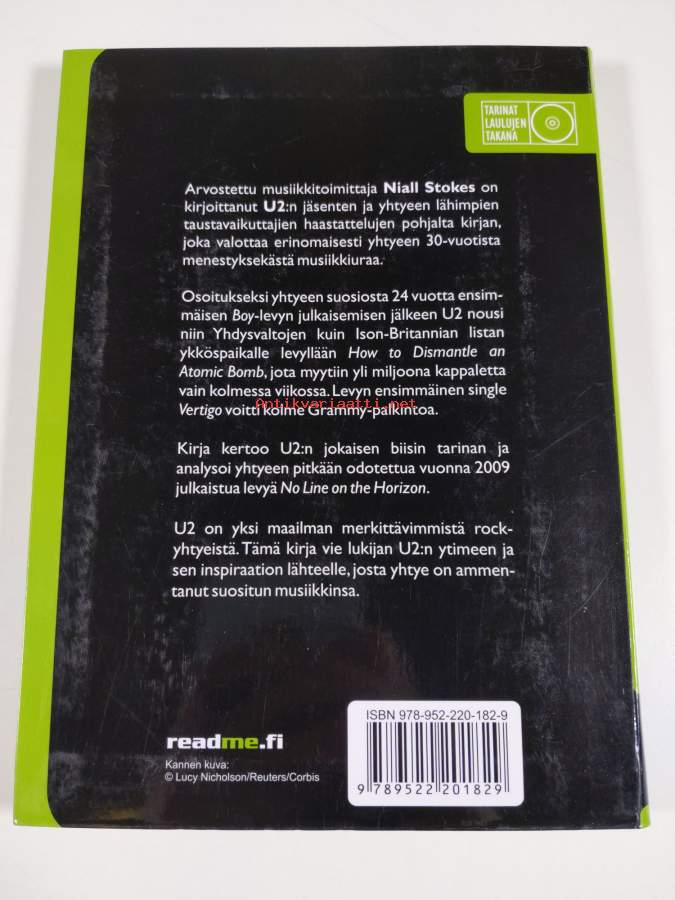 TARINAT
LAULUJEN
TAKANA
Arvostettu musiikkitoimittaja Niall Stokes on
kirjoittanut U2:n jäsenten ja yhtyeen lähimpien
taustavaikuttajien haastattelujen pohjalta kirjan,
joka valottaa erinomaisesti yhtyeen 30-vuotista
menestyksekästä musiikkiuraa.
Osoitukseksi yhtyeen suosiosta 24 vuotta ensim-
mäisen Boy-levyn julkaisemisen jälkeen U2 nousi
niin Yhdysvaltojen kuin Ison-Britannian listan
ykköspaikalle levyllään How to Dismantle an
Atomic Bomb, jota myytiin yli miljoona kappaletta
vain kolmessa viikossa. Levyn ensimmäinen single
Antikvariaatti.net
Vertigo voitti kolme Grammy-palkintoa.
Kirja kertoo U2:n jokaisen biisin tarinan ja
analysoi yhtyeen pitkään odotettua vuonna 2009
julkaistua levyä No Line on the Horizon.
U2 on yksi maailman merkittävimmistä rock-
yhtyeistä. Tämä kirja vie lukijan U2:n ytimeen ja
sen inspiraation lähteelle, josta yhtye on ammen-
tanut suositun musiikkinsa.
readme.fi
Kannen kuva:
© Lucy Nicholson/Reuters/Corbis
ISBN 978-952-220-182-9
9 789522 201829